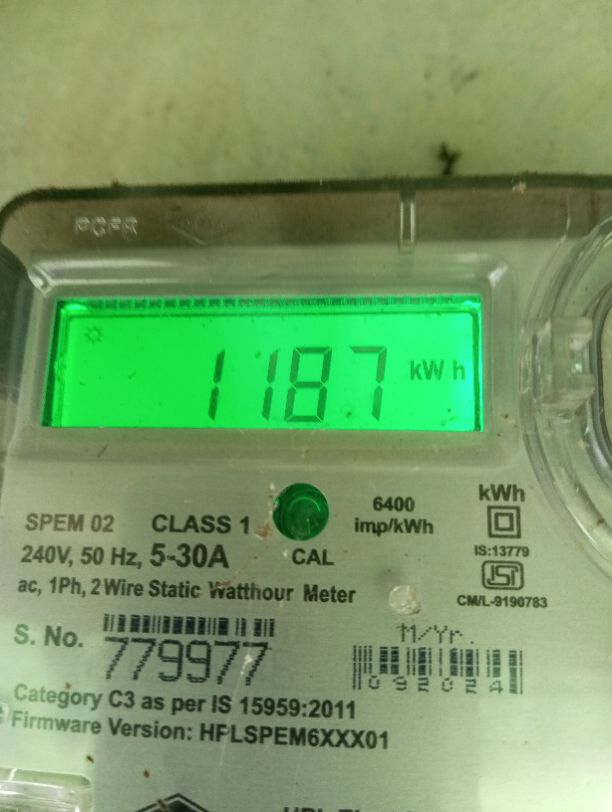 1187 kWh
SPEM 02 CLASS 1
6400
imp/kWh
kWh
240V, 50 Hz, 5-30A
CAL
IS:13779
ac, 1Ph, 2 Wire Static Watthour Meter
CM/L-9190783
S. No. 779977
M/Yr.
092024
Category C3 as per IS 15959:2011
Firmware Version: HPLSPEM6XXX01